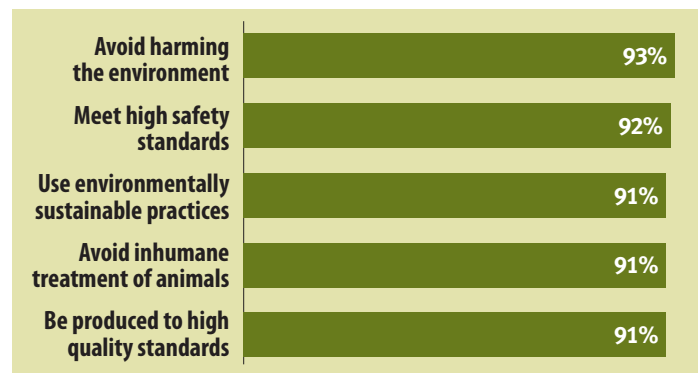 Avoid harming
the environment
93%
Meet high safety
standards
92%
Use environmentally
sustainable practices
91%
Avoid inhumane
treatment of animals
91%
Be produced to high
quality standards
91%